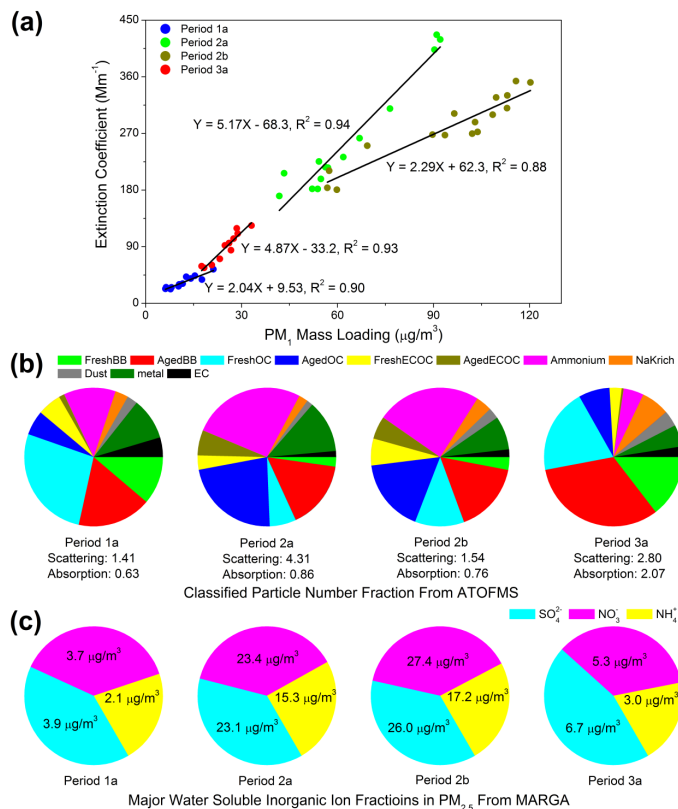 (a)
Period 1a
Period 2a
Period 2b
Period 3a
450
360
270
180
90
0
Extinction Coefficient (Mm⁻¹)
Y = 5.17X - 68.3, R² = 0.94
Y = 2.29X + 62.3, R² = 0.88
Y = 4.87X - 33.2, R² = 0.93
Y = 2.04X + 9.53, R² = 0.90
0 30 60 90 120
PM₁ Mass Loading (μg/m³)
(b)
FreshBB AgedBB FreshOC AgedOC FreshECOC AgedECOC Ammonium NaKrich
Dust metal EC
Period 1a Period 2a Period 2b Period 3a
Scattering: 1.41 Scattering: 4.31 Scattering: 1.54 Scattering: 2.80
Absorption: 0.63 Absorption: 0.86 Absorption: 0.76 Absorption: 2.07
Classified Particle Number Fraction From ATOFMS
(c)
SO₄²⁻ NO₃⁻ NH₄⁺
3.7 μg/m³ 23.4 μg/m³ 27.4 μg/m³ 5.3 μg/m³
2.1 μg/m³ 15.3 μg/m³ 17.2 μg/m³ 3.0 μg/m³
3.9 μg/m³ 23.1 μg/m³ 26.0 μg/m³ 6.7 μg/m³
Period 1a Period 2a Period 2b Period 3a
Major Water Soluble Inorganic Ion Fractioins in PM₂.₅ From MARGA